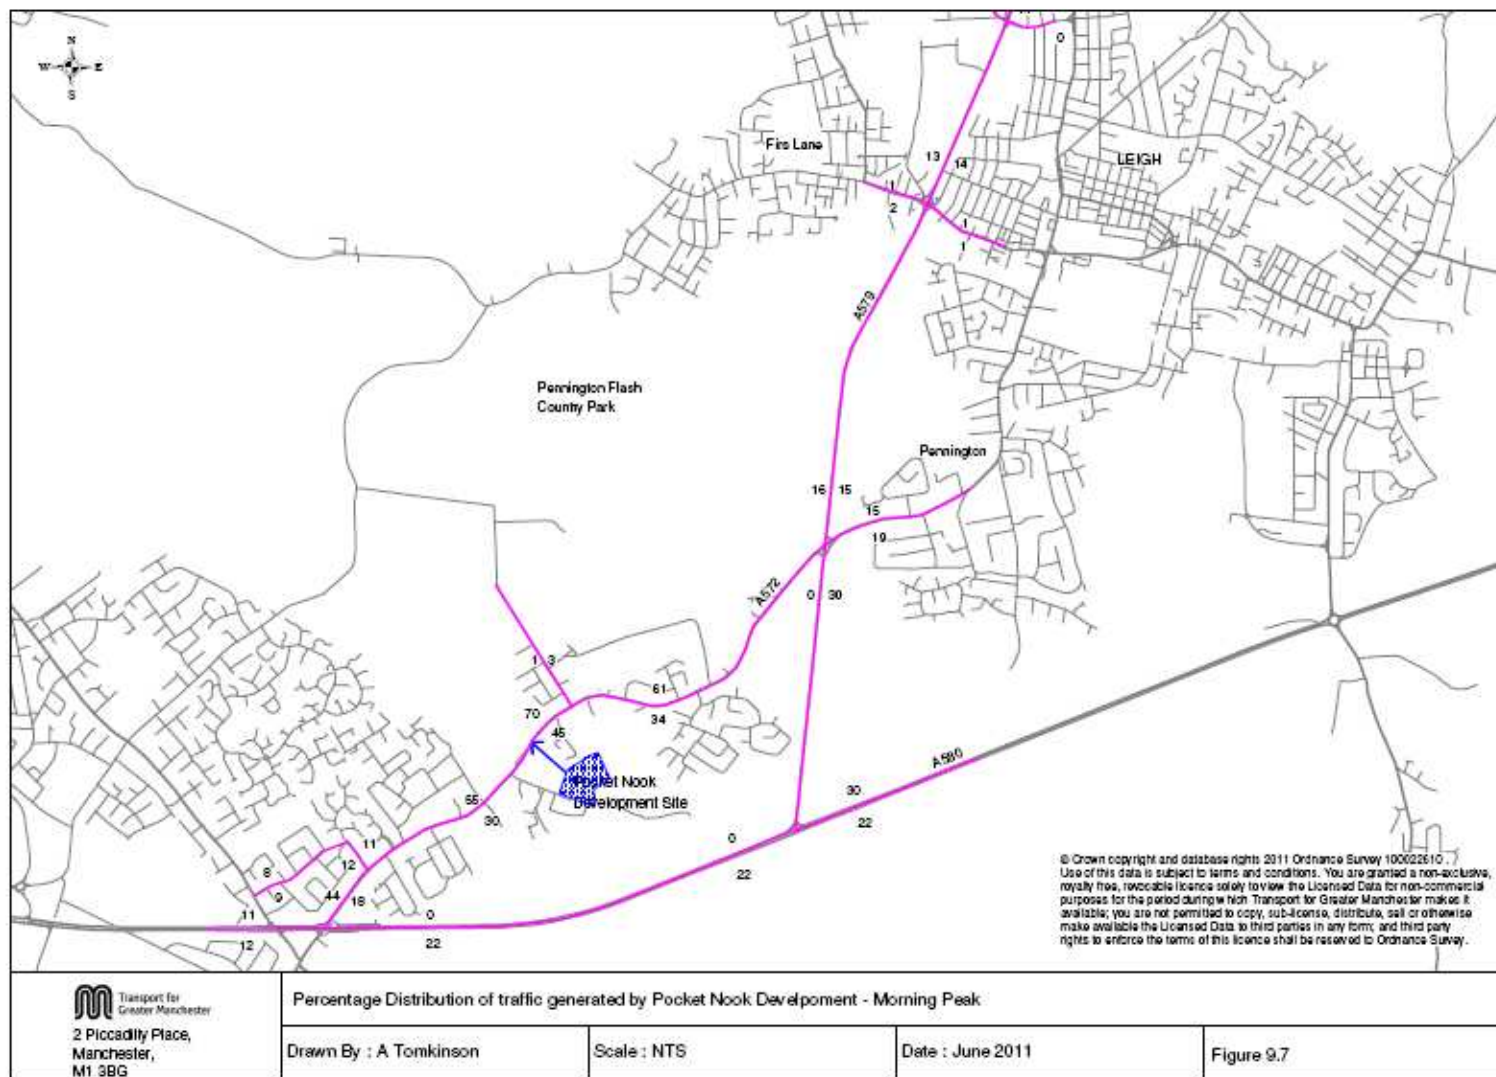 N
W E
S
0
Firs Lane
LEIGH
13
14
1
2
1
1
A579
Pennington Flash
Country Park
Pennington
16 15
15
19
A572
0 30
1 3
61
34
70
45
Pocket Nook
Development Site
A580
55
30
30
22
0
22
11
12
8
9
44
18
11
12
0
22
© Crown copyright and database rights 2011 Ordnance Survey 100022610 .
Use of this data is subject to terms and conditions. You are granted a non-exclusive,
royalty free, revocable licence solely to view the Licensed Data for non-commercial
purposes for the period during which Transport for Greater Manchester makes it
available; you are not permitted to copy, sub-license, distribute, sell or otherwise
make available the Licensed Data to third parties in any form; and third party
rights to enforce the terms of this licence shall be reserved to Ordnance Survey.
Transport for
Greater Manchester
2 Piccadilly Place,
Manchester,
M1 3BG
Percentage Distribution of traffic generated by Pocket Nook Develpoment - Morning Peak
Drawn By : A Tomkinson
Scale : NTS
Date : June 2011
Figure 9.7